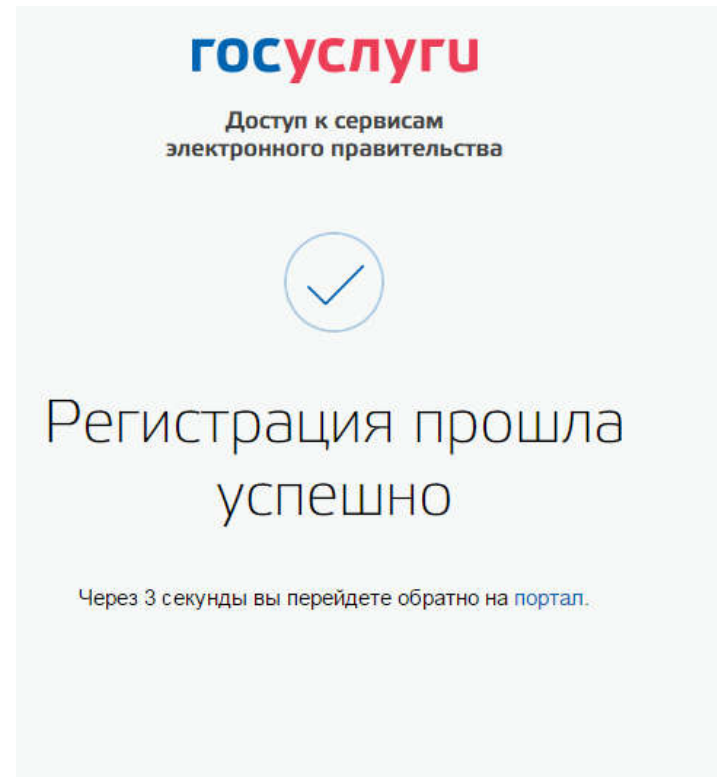 госуслуги
Доступ к сервисам
электронного правительства
Регистрация прошла
успешно
Через 3 секунды вы перейдете обратно на портал.